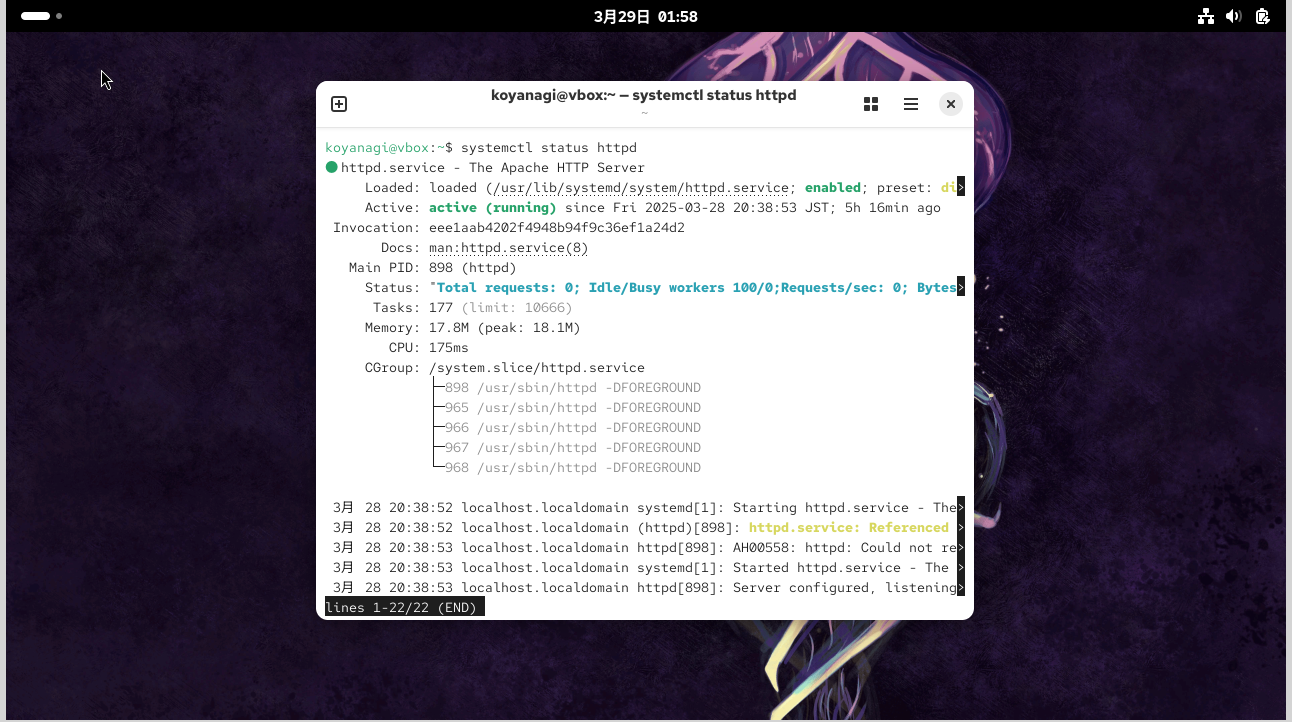 3月29日 01:58
koyanagi@vbox:~ — systemctl status httpd
~
koyanagi@vbox:~$ systemctl status httpd
● httpd.service - The Apache HTTP Server
Loaded: loaded (/usr/lib/systemd/system/httpd.service; enabled; preset: di>
Active: active (running) since Fri 2025-03-28 20:38:53 JST; 5h 16min ago
Invocation: eee1aab4202f4948b94f9c36ef1a24d2
Docs: man:httpd.service(8)
Main PID: 898 (httpd)
Status: "Total requests: 0; Idle/Busy workers 100/0;Requests/sec: 0; Bytes>
Tasks: 177 (limit: 10666)
Memory: 17.8M (peak: 18.1M)
CPU: 175ms
CGroup: /system.slice/httpd.service
├─898 /usr/sbin/httpd -DFOREGROUND
├─965 /usr/sbin/httpd -DFOREGROUND
├─966 /usr/sbin/httpd -DFOREGROUND
├─967 /usr/sbin/httpd -DFOREGROUND
└─968 /usr/sbin/httpd -DFOREGROUND
3月 28 20:38:52 localhost.localdomain systemd[1]: Starting httpd.service - The>
3月 28 20:38:52 localhost.localdomain (httpd)[898]: httpd.service: Referenced >
3月 28 20:38:53 localhost.localdomain httpd[898]: AH00558: httpd: Could not re>
3月 28 20:38:53 localhost.localdomain systemd[1]: Started httpd.service - The >
3月 28 20:38:53 localhost.localdomain httpd[898]: Server configured, listening>
lines 1-22/22 (END)